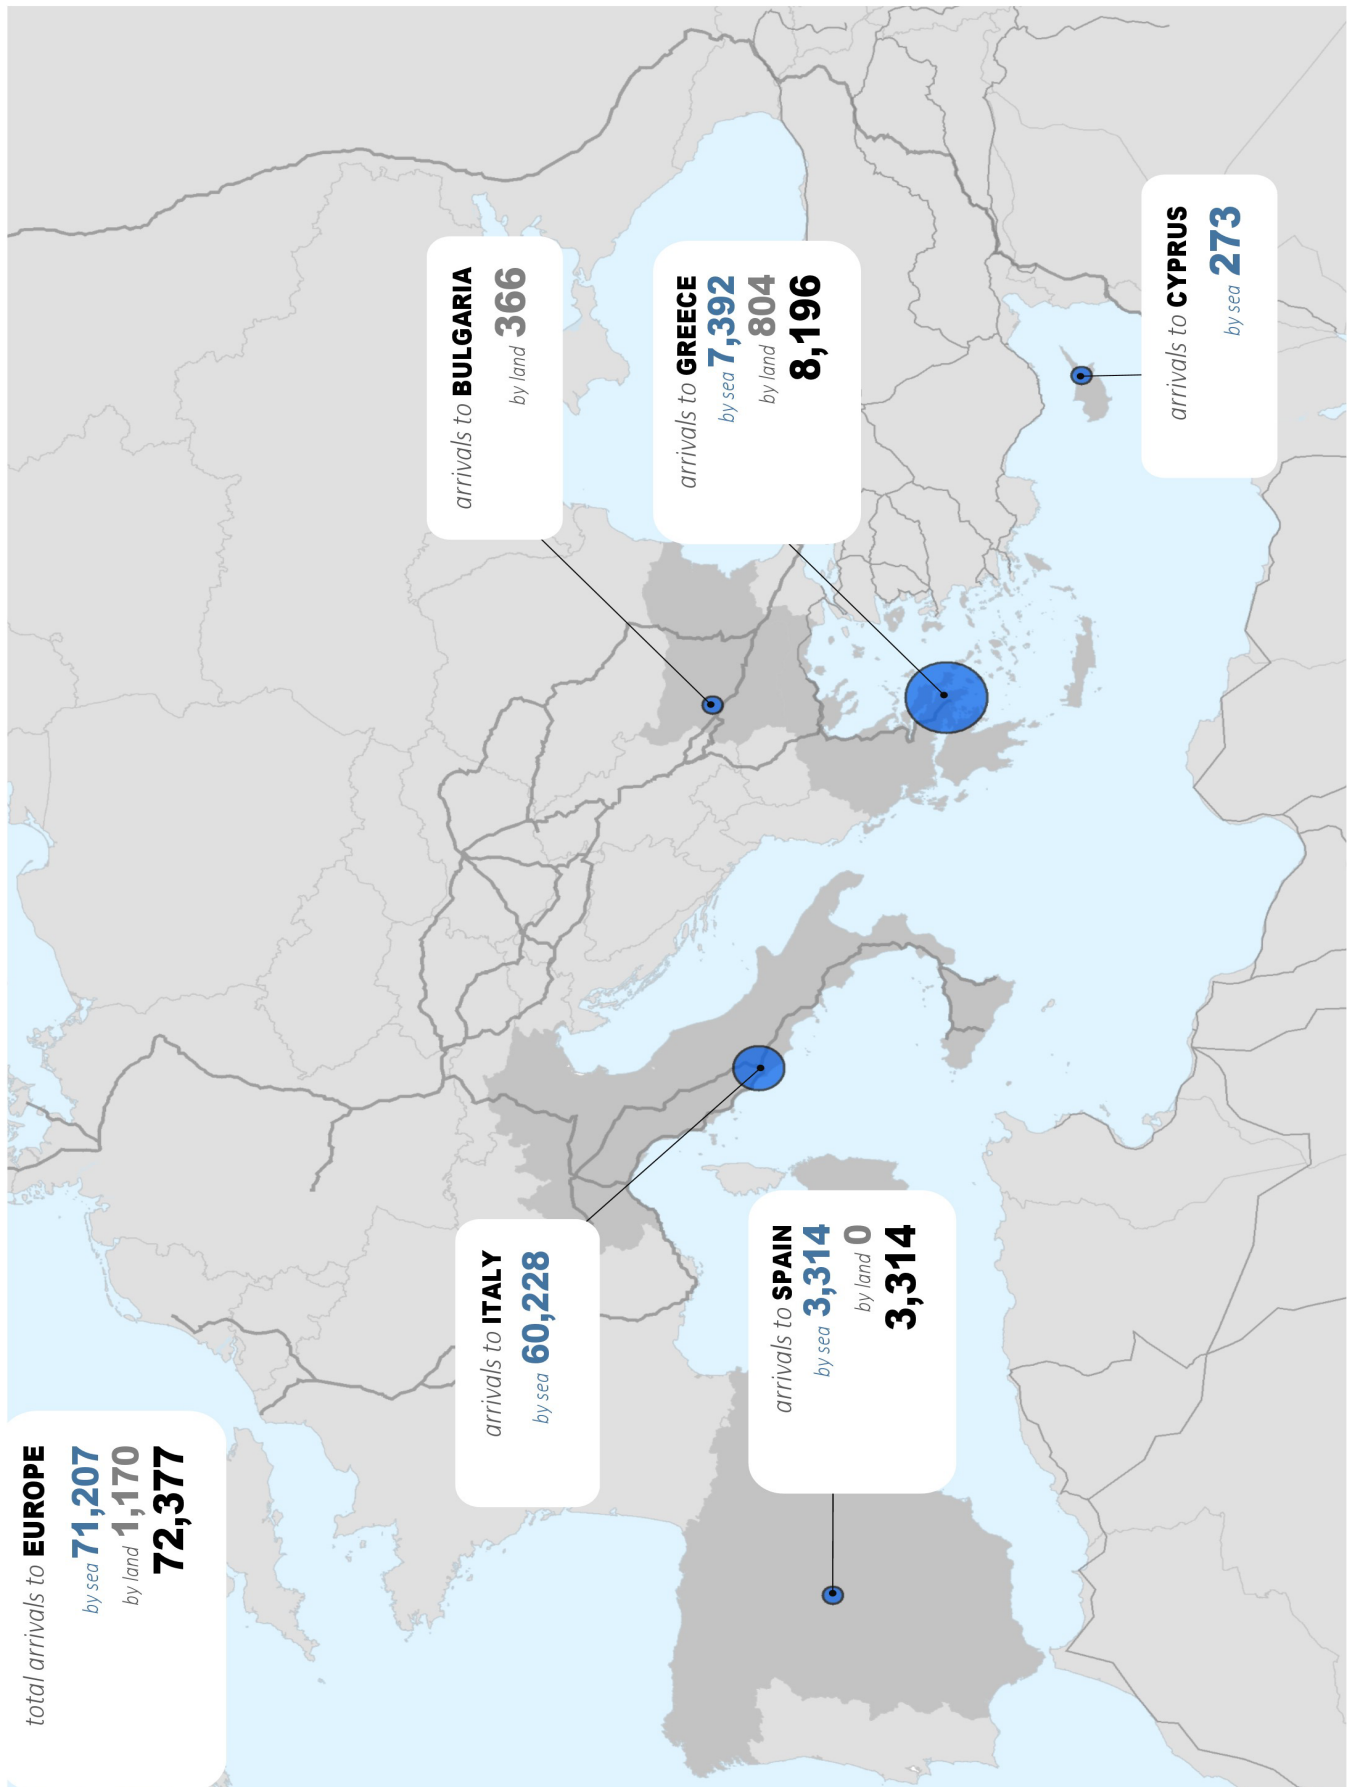 total arrivals to EUROPE
by sea 71,207
by land 1,170
72,377
arrivals to ITALY
by sea 60,228
arrivals to SPAIN
by sea 3,314
by land 0
3,314
arrivals to BULGARIA
by land 366
arrivals to GREECE
by sea 7,392
by land 804
8,196
arrivals to CYPRUS
by sea 273